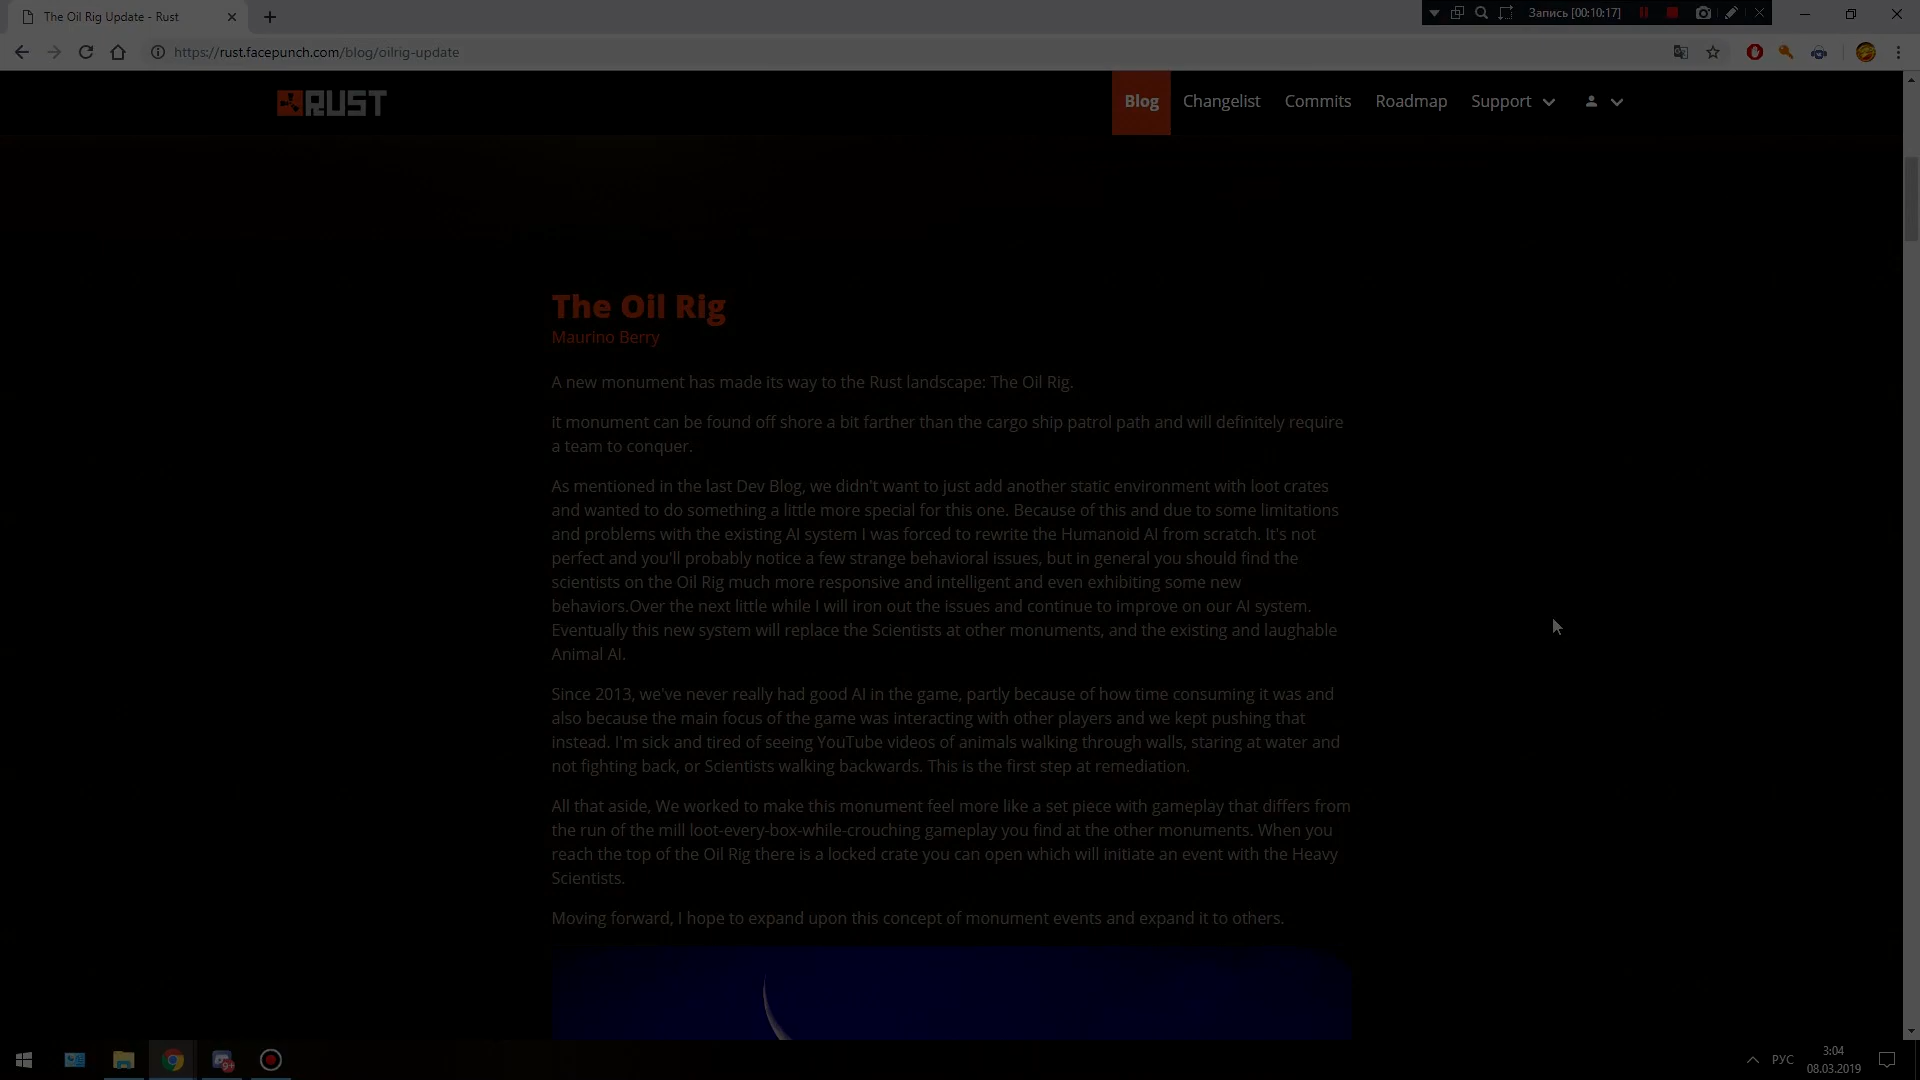 The Oil Rig Update - Rust
Запись [00:10:17]
https://rust.facepunch.com/blog/oilrig-update
RUST
Blog
Changelist
Commits
Roadmap
Support
The Oil Rig
Maurino Berry
A new monument has made its way to the Rust landscape: The Oil Rig.
it monument can be found off shore a bit farther than the cargo ship patrol path and will definitely require
a team to conquer.
As mentioned in the last Dev Blog, we didn't want to just add another static environment with loot crates
and wanted to do something a little more special for this one. Because of this and due to some limitations
and problems with the existing AI system I was forced to rewrite the Humanoid AI from scratch. It's not
perfect and you'll probably notice a few strange behavioral issues, but in general you should find the
scientists on the Oil Rig much more responsive and intelligent and even exhibiting some new
behaviors.Over the next little while I will iron out the issues and continue to improve on our AI system.
Eventually this new system will replace the Scientists at other monuments, and the existing and laughable
Animal AI.
Since 2013, we've never really had good AI in the game, partly because of how time consuming it was and
also because the main focus of the game was interacting with other players and we kept pushing that
instead. I'm sick and tired of seeing YouTube videos of animals walking through walls, staring at water and
not fighting back, or Scientists walking backwards. This is the first step at remediation.
All that aside, We worked to make this monument feel more like a set piece with gameplay that differs from
the run of the mill loot-every-box-while-crouching gameplay you find at the other monuments. When you
reach the top of the Oil Rig there is a locked crate you can open which will initiate an event with the Heavy
Scientists.
Moving forward, I hope to expand upon this concept of monument events and expand it to others.
9+
РУС
3:04
08.03.2019